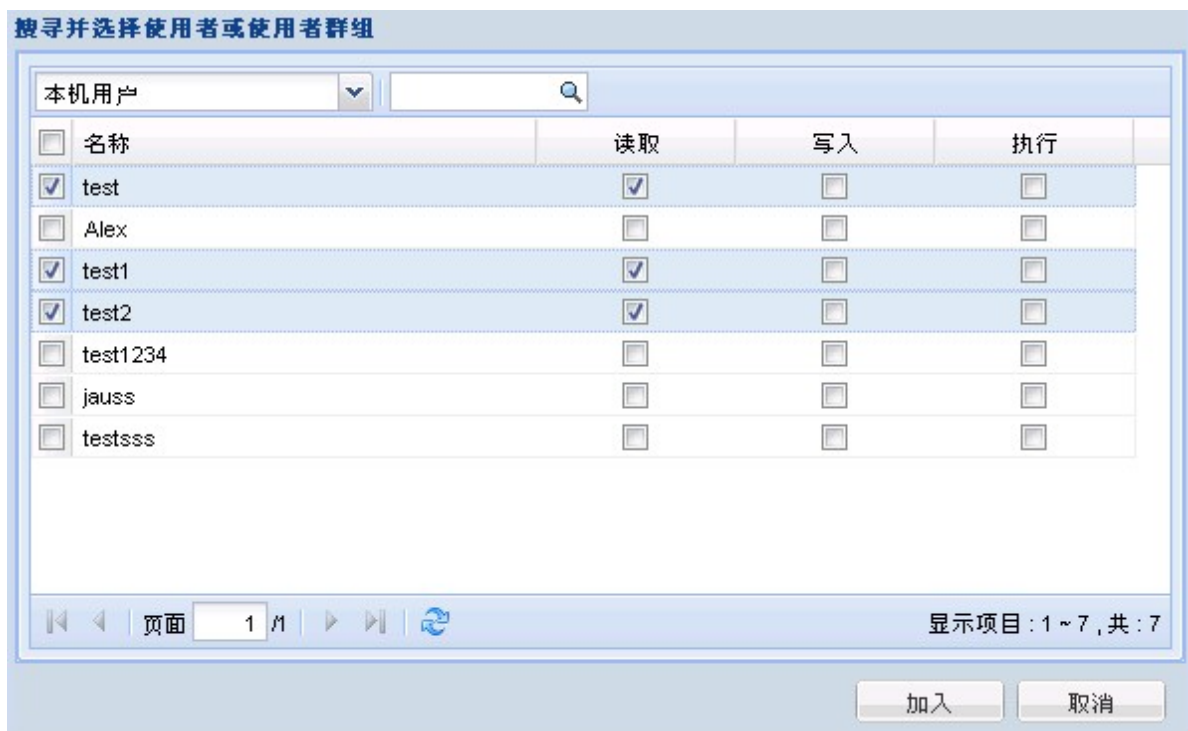 搜寻并选择使用者或使用者群组
本机用户
名称 读取 写入 执行
test
Alex
test1
test2
test1234
jauss
testsss
页面 1 /1 显示项目 : 1 ~ 7 , 共 : 7
加入 取消